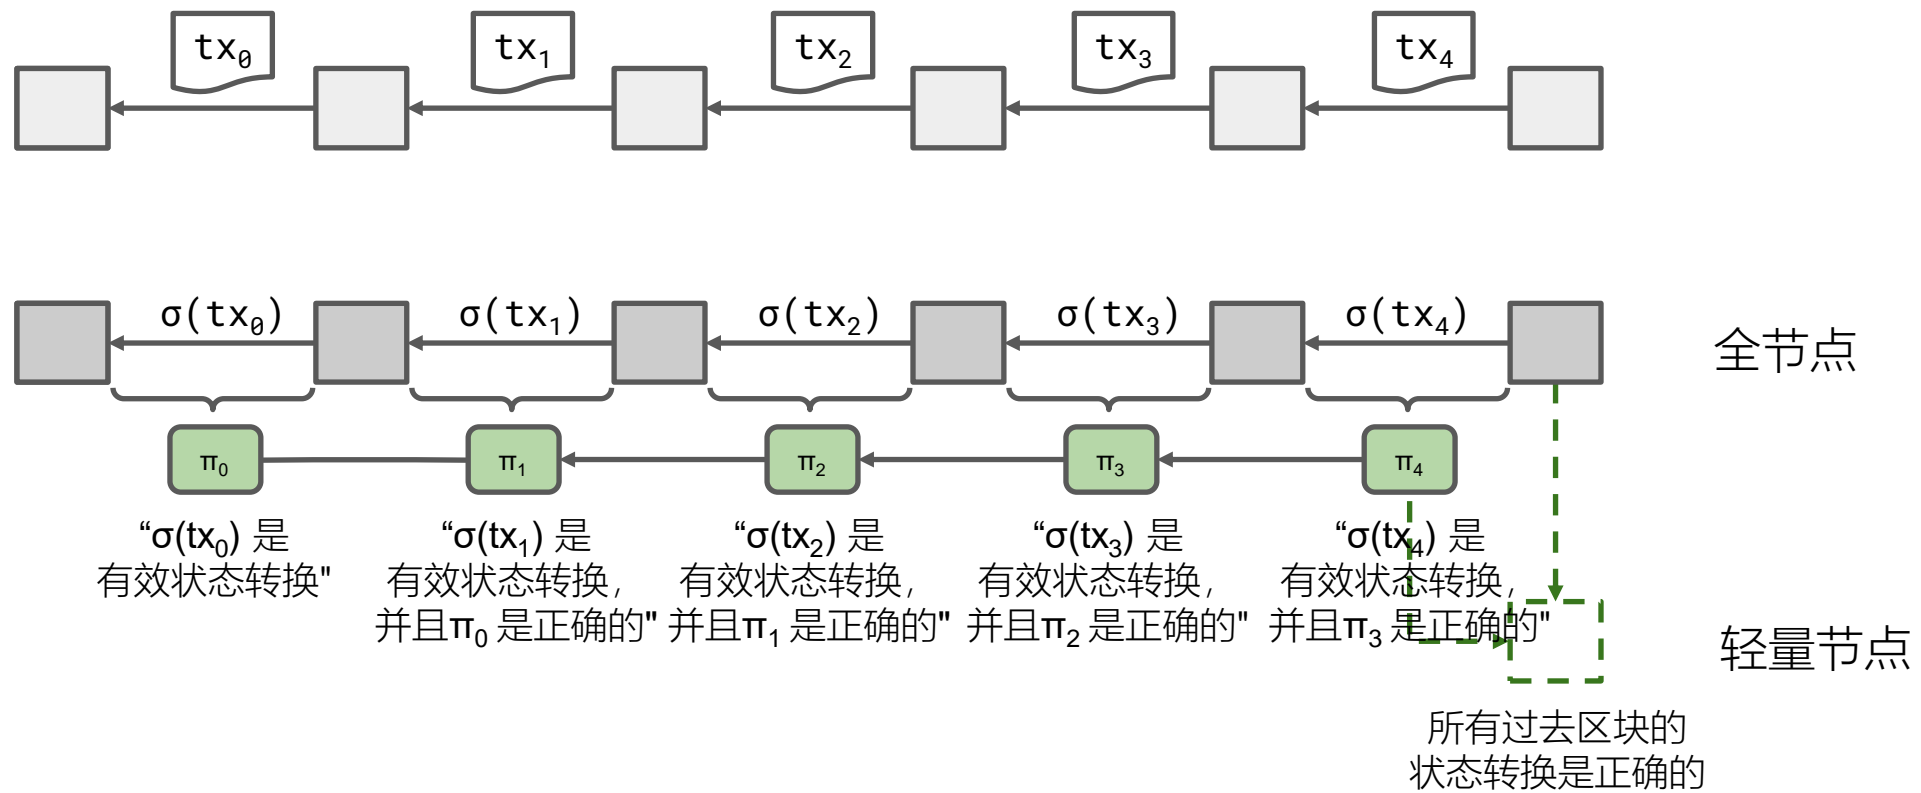 tx₀ tx₁ tx₂ tx₃ tx₄
σ(tx₀) σ(tx₁) σ(tx₂) σ(tx₃) σ(tx₄)
全节点
π₀ π₁ π₂ π₃ π₄
“σ(tx₀) 是
有效状态转换"
“σ(tx₁) 是
有效状态转换，
并且π₀ 是正确的"
“σ(tx₂) 是
有效状态转换，
并且π₁ 是正确的"
“σ(tx₃) 是
有效状态转换，
并且π₂ 是正确的"
“σ(tx₄) 是
有效状态转换，
并且π₃ 是正确的"
轻量节点
所有过去区块的
状态转换是正确的